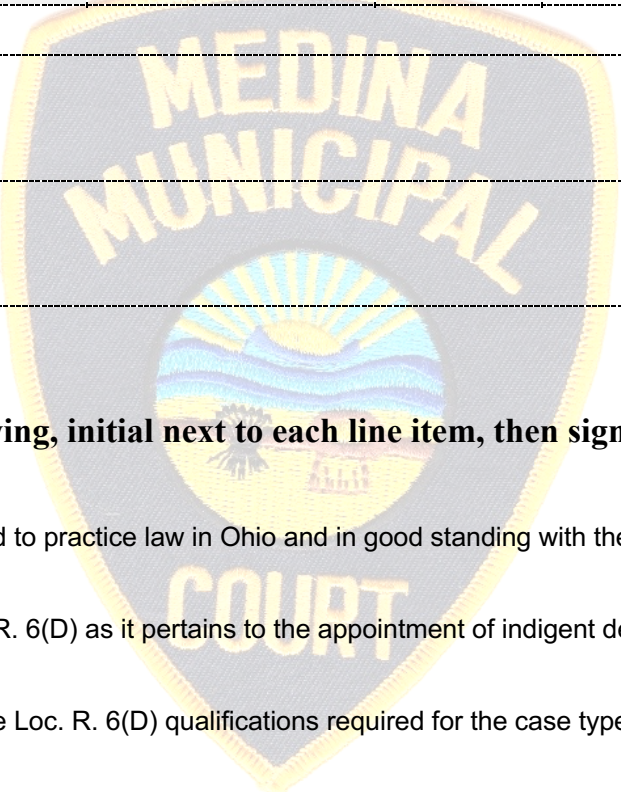 MEDINA
MUNICIPAL
ing, initial next to each line item, then sign
to practice law in Ohio and in good standing with the
R. 6(D) as it pertains to the appointment of indigent
COURT
Loc. R. 6(D) qualifications required for the case type